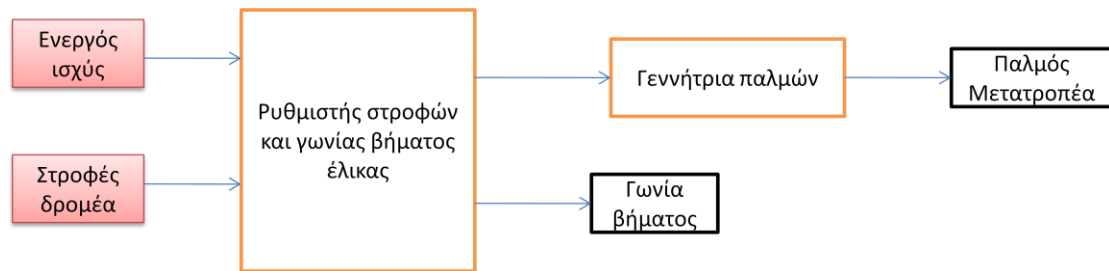 Ενεργός
ισχύς
Στροφές
δρομέα
Ρυθμιστής στροφών
και γωνίας βήματος
έλικας
Γεννήτρια παλμών
Παλμός
Μετατροπέα
Γωνία
βήματος